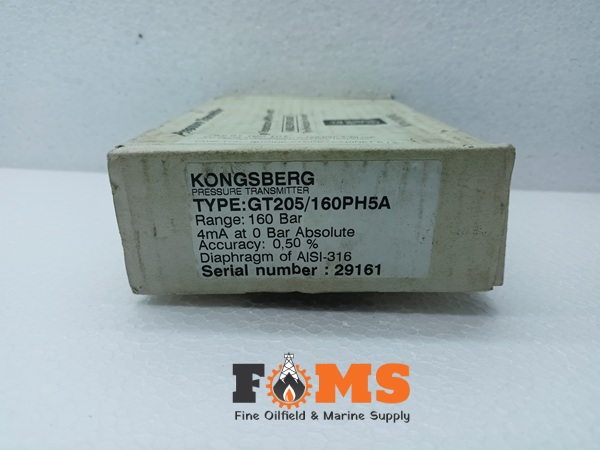 KONGSBERG
PRESSURE TRANSMITTER
TYPE:GT205/160PH5A
Range: 160 Bar
4mA at 0 Bar Absolute
Accuracy: 0,50 %
Diaphragm of AISI-316
Serial number : 29161
FOMS
Fine Oilfield & Marine Supply